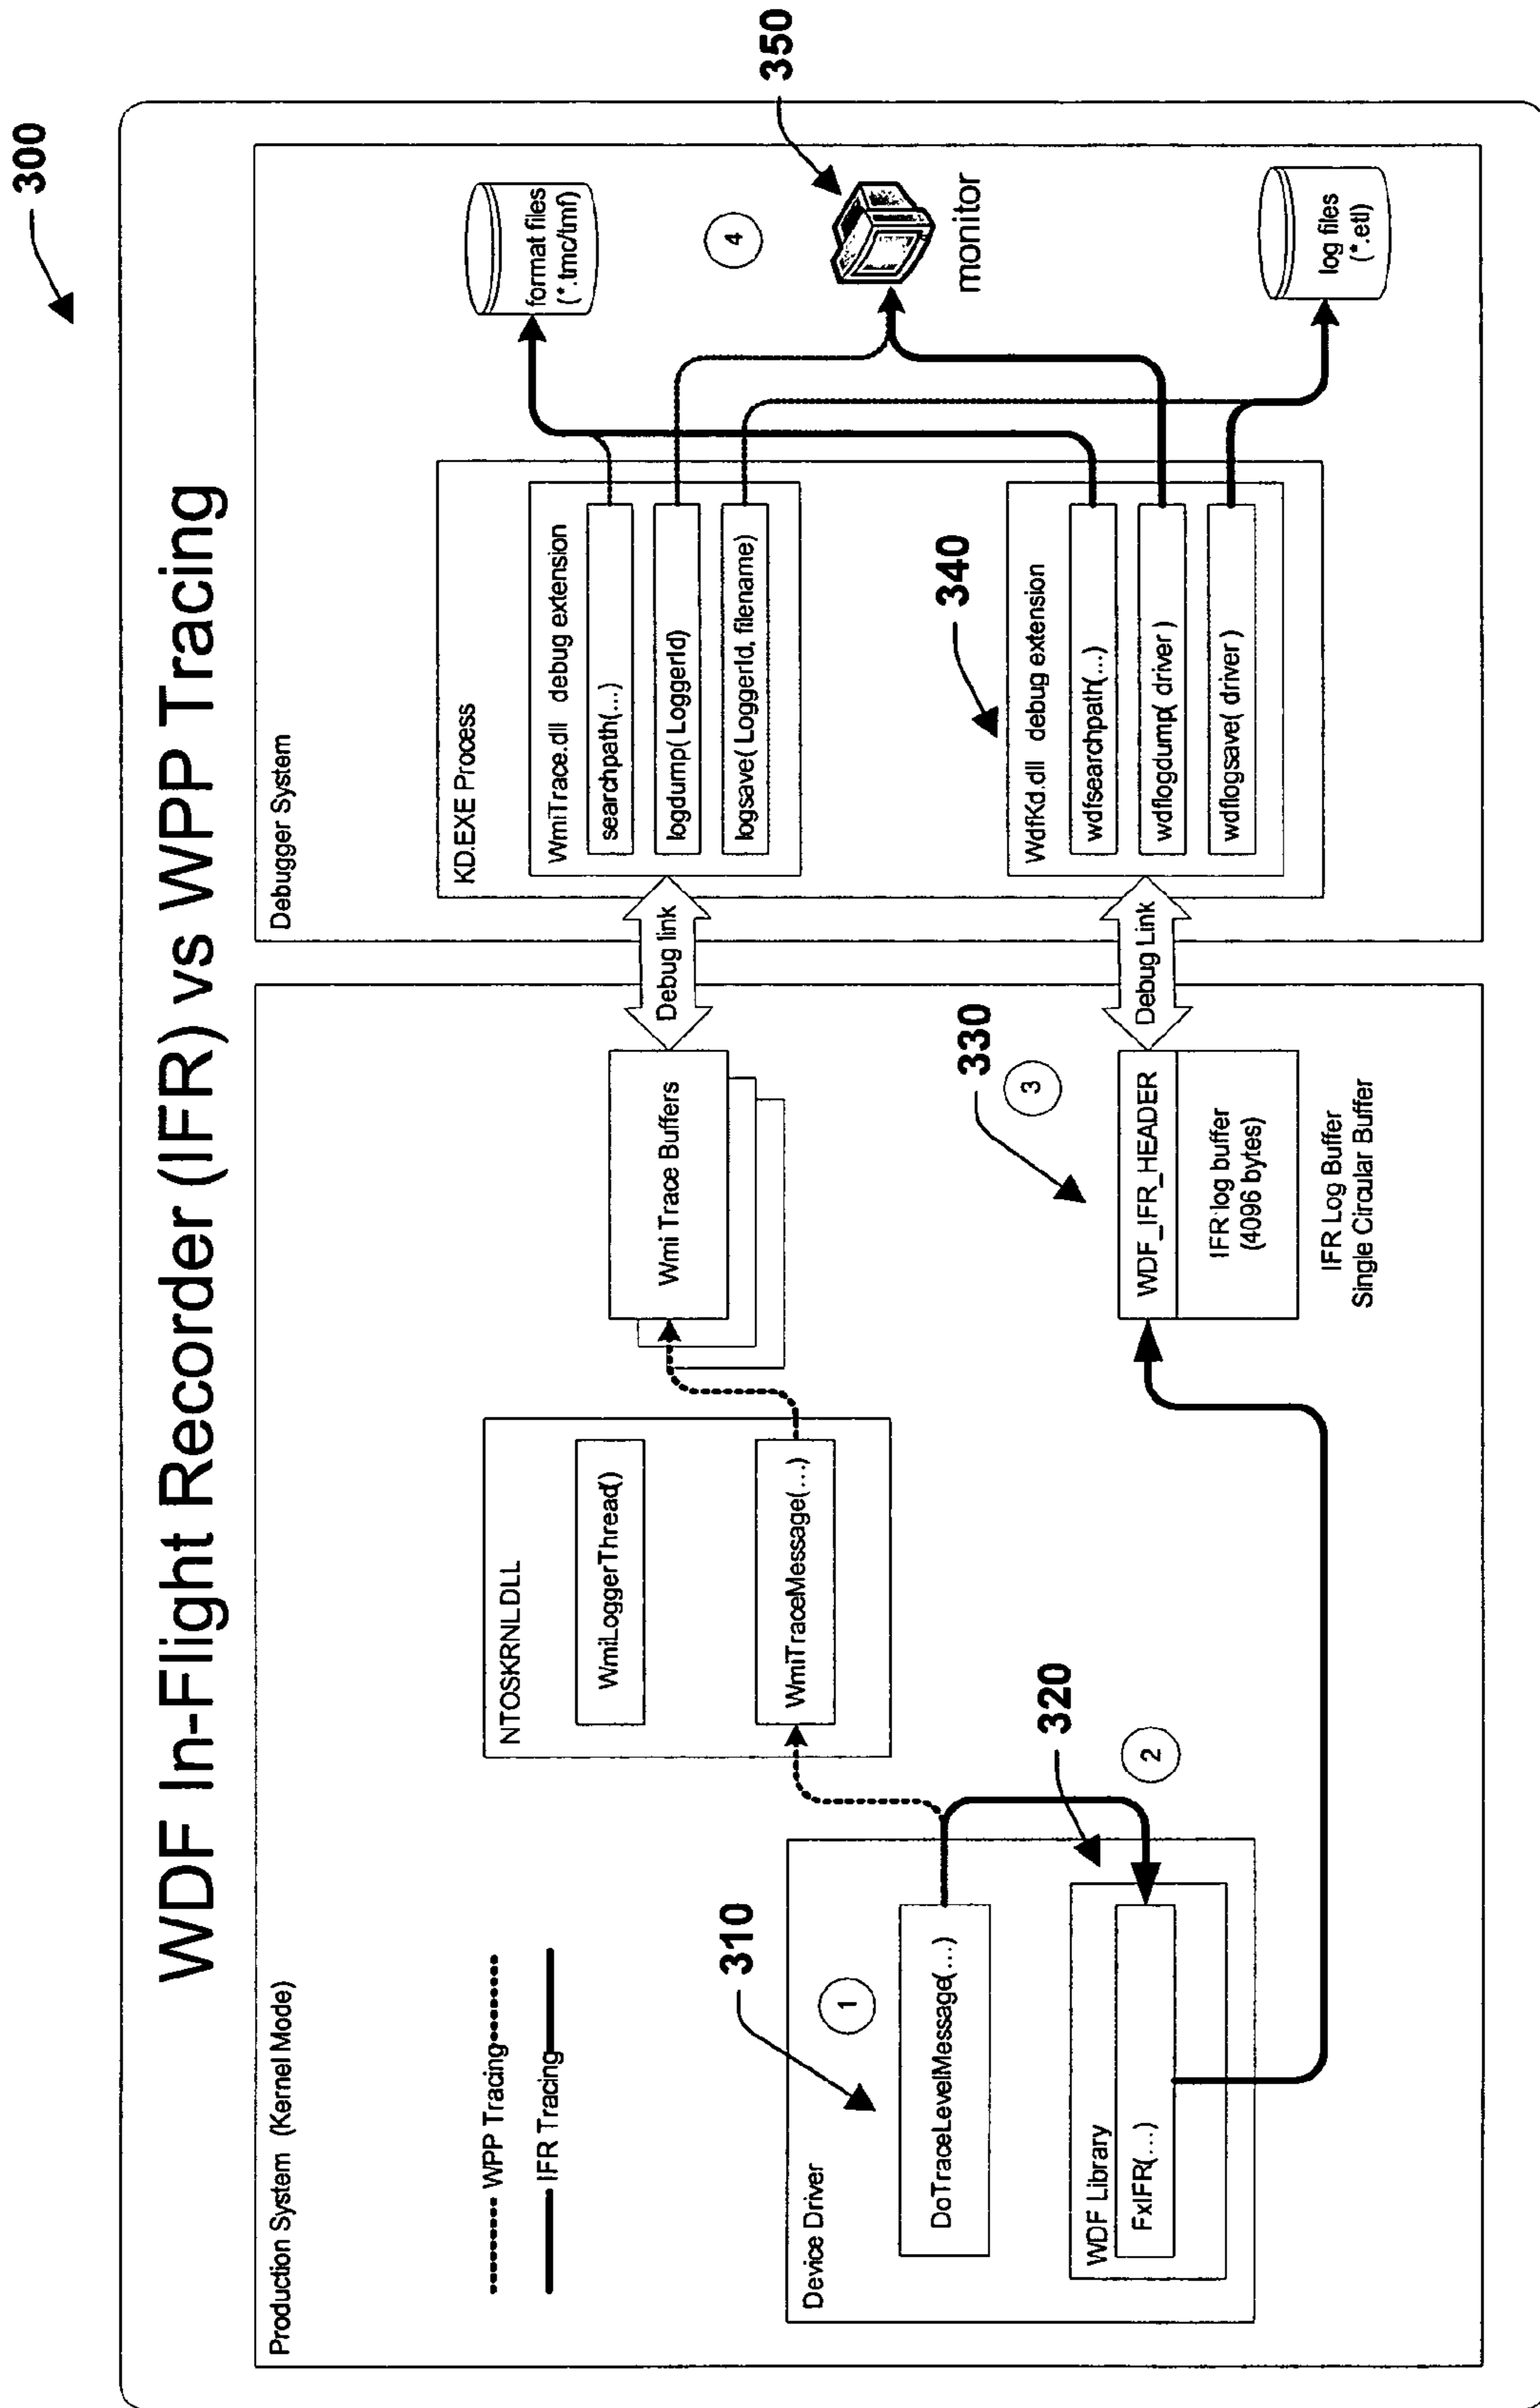 300
WDF In-Flight Recorder (IFR) vs WPP Tracing
Production System (Kernel Mode)
WPP Tracing
IFR Tracing
Device Driver
310
1
DoTraceLevelMessage(...)
WDF Library
FxIFR(...)
320
2
NTOSKRNLDLL
WmiLoggerThread()
WmiTraceMessage(...)
Wmi Trace Buffers
330
3
WDF_IFR_HEADER
IFR log buffer
(4096 bytes)
IFR Log Buffer
Single Circular Buffer
Debug link
Debug Link
Debugger System
KD.EXE Process
WmiTrace.dll debug extension
searchpath(...)
logdump( LoggerId)
logsave( LoggerId, filename)
340
WdfKd.dll debug extension
wdfsearchpath(...)
wdflogdump( driver )
wdflogsave( driver )
format files
(*.tmc/tmf)
4
350
monitor
log files
(*.etl)